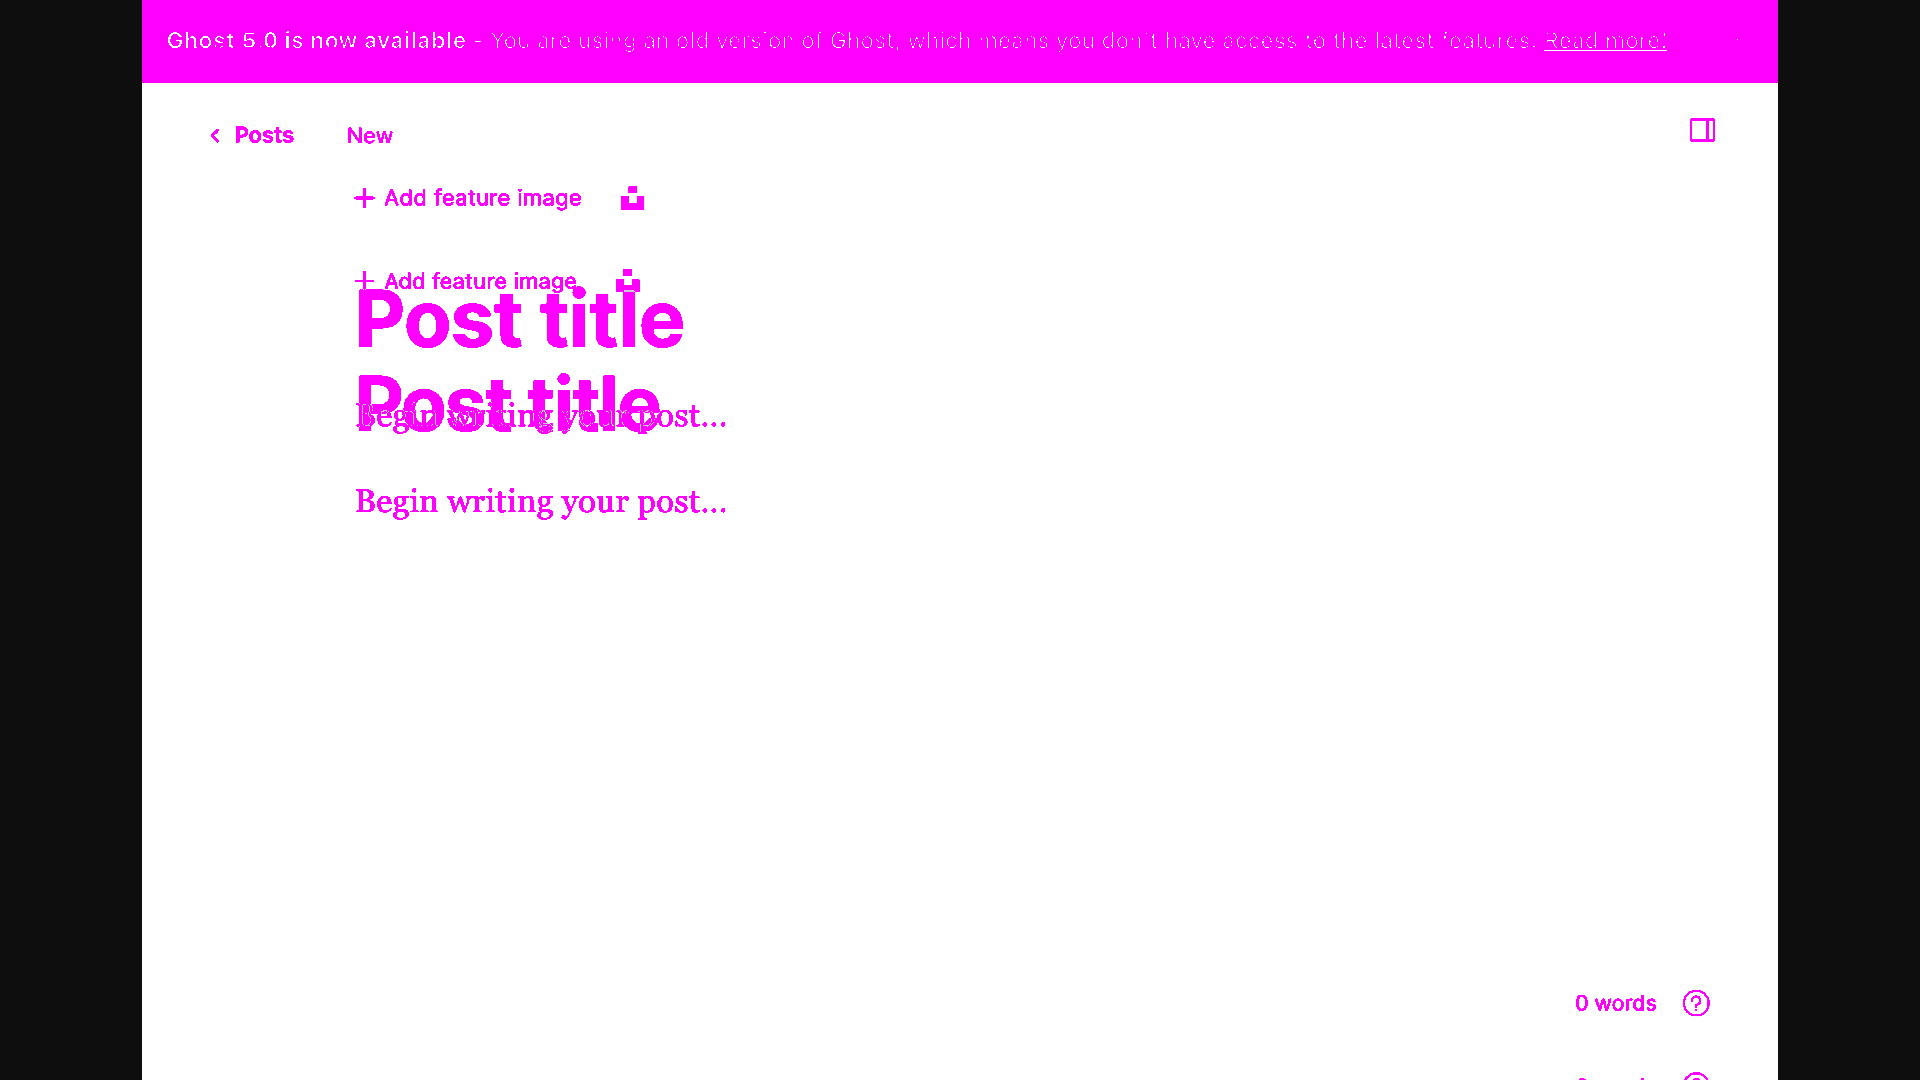 Ghost 5.0 is now available - You are using an old version of Ghost, which means you don't have access to the latest features. Read more!
Posts New
Add feature image
Add feature image
Post title
Post title
Begin writing your post...
Begin writing your post...
0 words